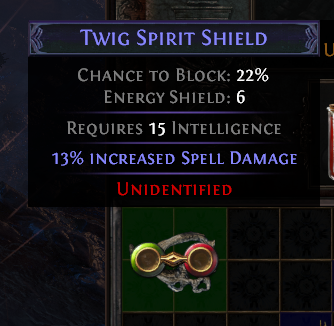 Twig Spirit Shield
Chance to Block: 22%
Energy Shield: 6
Requires 15 Intelligence
13% increased Spell Damage
Unidentified